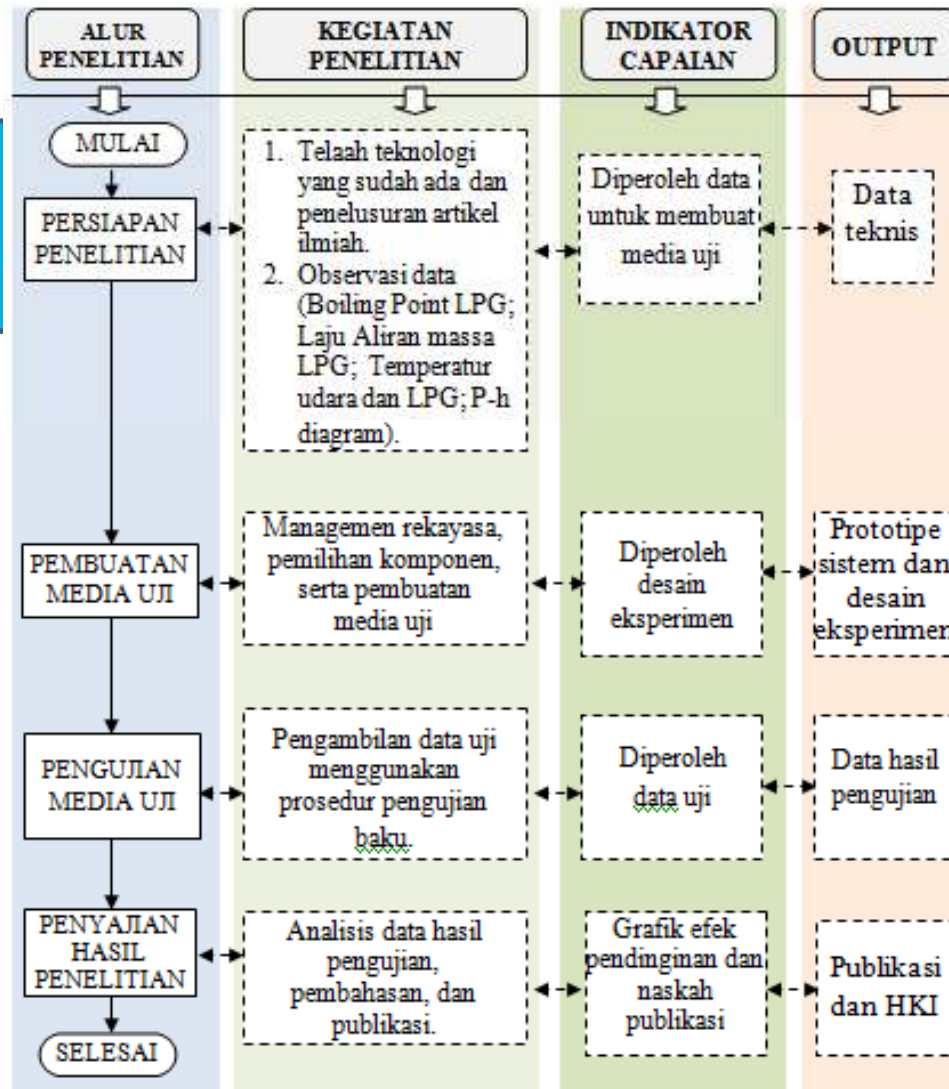 ALUR
PENELITIAN
KEGIATAN
PENELITIAN
INDIKATOR
CAPAIAN
OUTPUT
MULAI
PERSIAPAN
PENELITIAN
1. Telaah teknologi
yang sudah ada dan
penelusuran artikel
ilmiah.
2. Observasi data
(Boiling Point LPG;
Laju Aliran massa
LPG; Temperatur
udara dan LPG; P-h
diagram).
Diperoleh data
untuk membuat
media uji
Data
teknis
PEMBUATAN
MEDIA UJI
Managemen rekayasa,
pemilihan komponen,
serta pembuatan
media uji
Diperoleh
desain
eksperimen
Prototipe
sistem dan
desain
eksperimen
PENGUJIAN
MEDIA UJI
Pengambilan data uji
menggunakan
prosedur pengujian
baku.
Diperoleh
data uji
Data hasil
pengujian
PENYAJIAN
HASIL
PENELITIAN
Analisis data hasil
pengujian,
pembahasan, dan
publikasi.
Grafik efek
pendinginan dan
naskah
publikasi
Publikasi
dan HKI
SELESAI